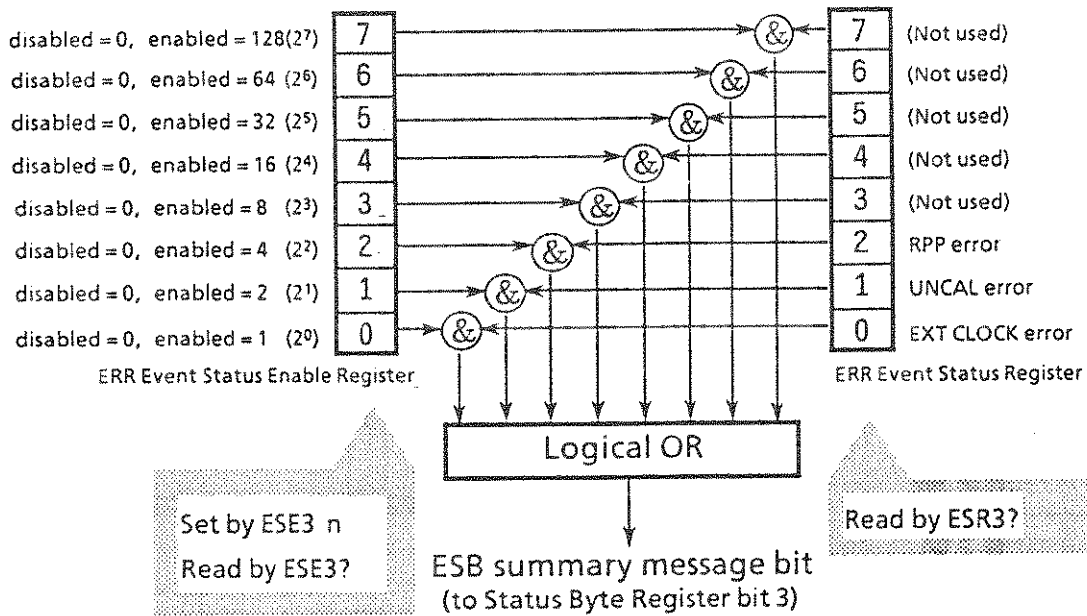 disabled = 0, enabled = 128(2⁷) 7 & 7 (Not used)
disabled = 0, enabled = 64 (2⁶) 6 & 6 (Not used)
disabled = 0, enabled = 32 (2⁵) 5 & 5 (Not used)
disabled = 0, enabled = 16 (2⁴) 4 & 4 (Not used)
disabled = 0, enabled = 8 (2³) 3 & 3 (Not used)
disabled = 0, enabled = 4 (2²) 2 & 2 RPP error
disabled = 0, enabled = 2 (2¹) 1 & 1 UNCAL error
disabled = 0, enabled = 1 (2⁰) 0 & 0 EXT CLOCK error
ERR Event Status Enable Register
ERR Event Status Register
Logical OR
Set by ESE3 n
Read by ESE3?
Read by ESR3?
ESB summary message bit
(to Status Byte Register bit 3)